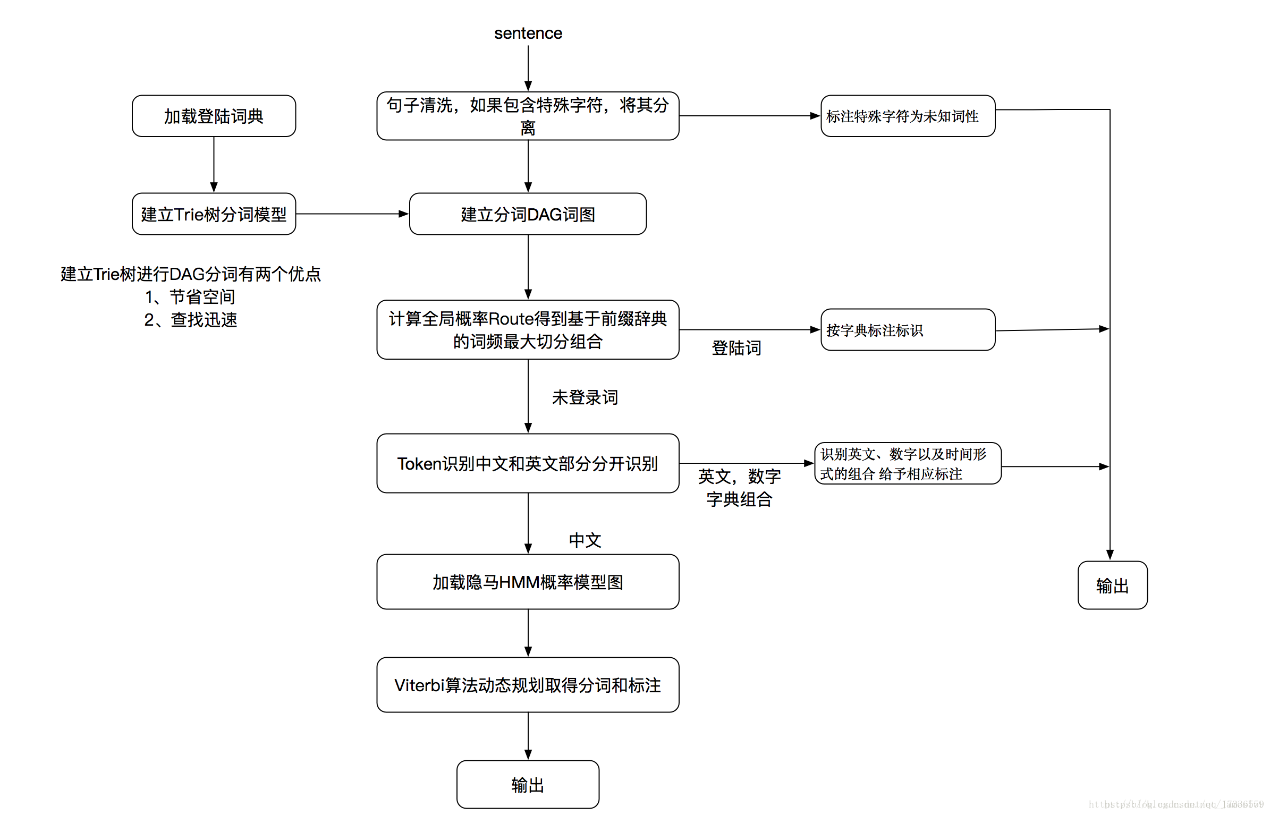 sentence
加载登陆词典
句子清洗，如果包含特殊字符，将其分
离
标注特殊字符为未知词性
建立Trie树分词模型
建立分词DAG词图
建立Trie树进行DAG分词有两个优点
1、节省空间
2、查找迅速
计算全局概率Route得到基于前缀辞典
的词频最大切分组合
登陆词
按字典标注标识
未登录词
Token识别中文和英文部分分开识别
英文，数字
字典组合
识别英文、数字以及时间形
式的组合 给予相应标注
中文
加载隐马HMM概率模型图
输出
Viterbi算法动态规划取得分词和标注
输出